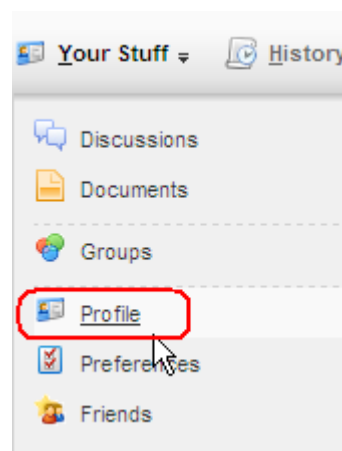 Your Stuff History
Discussions
Documents
Groups
Profile
Preferences
Friends